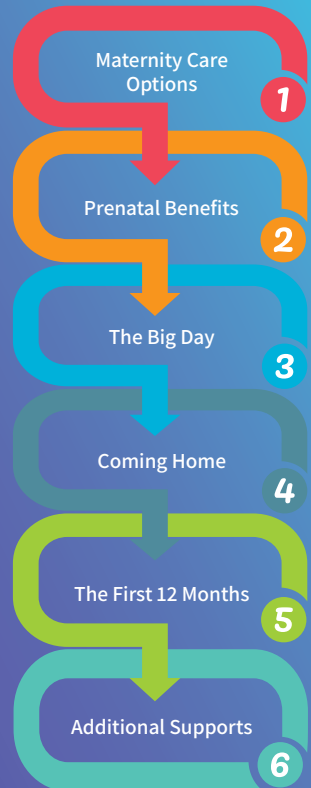 Maternity Care
Options
1
Prenatal Benefits
2
The Big Day
3
Coming Home
4
The First 12 Months
5
Additional Supports
6